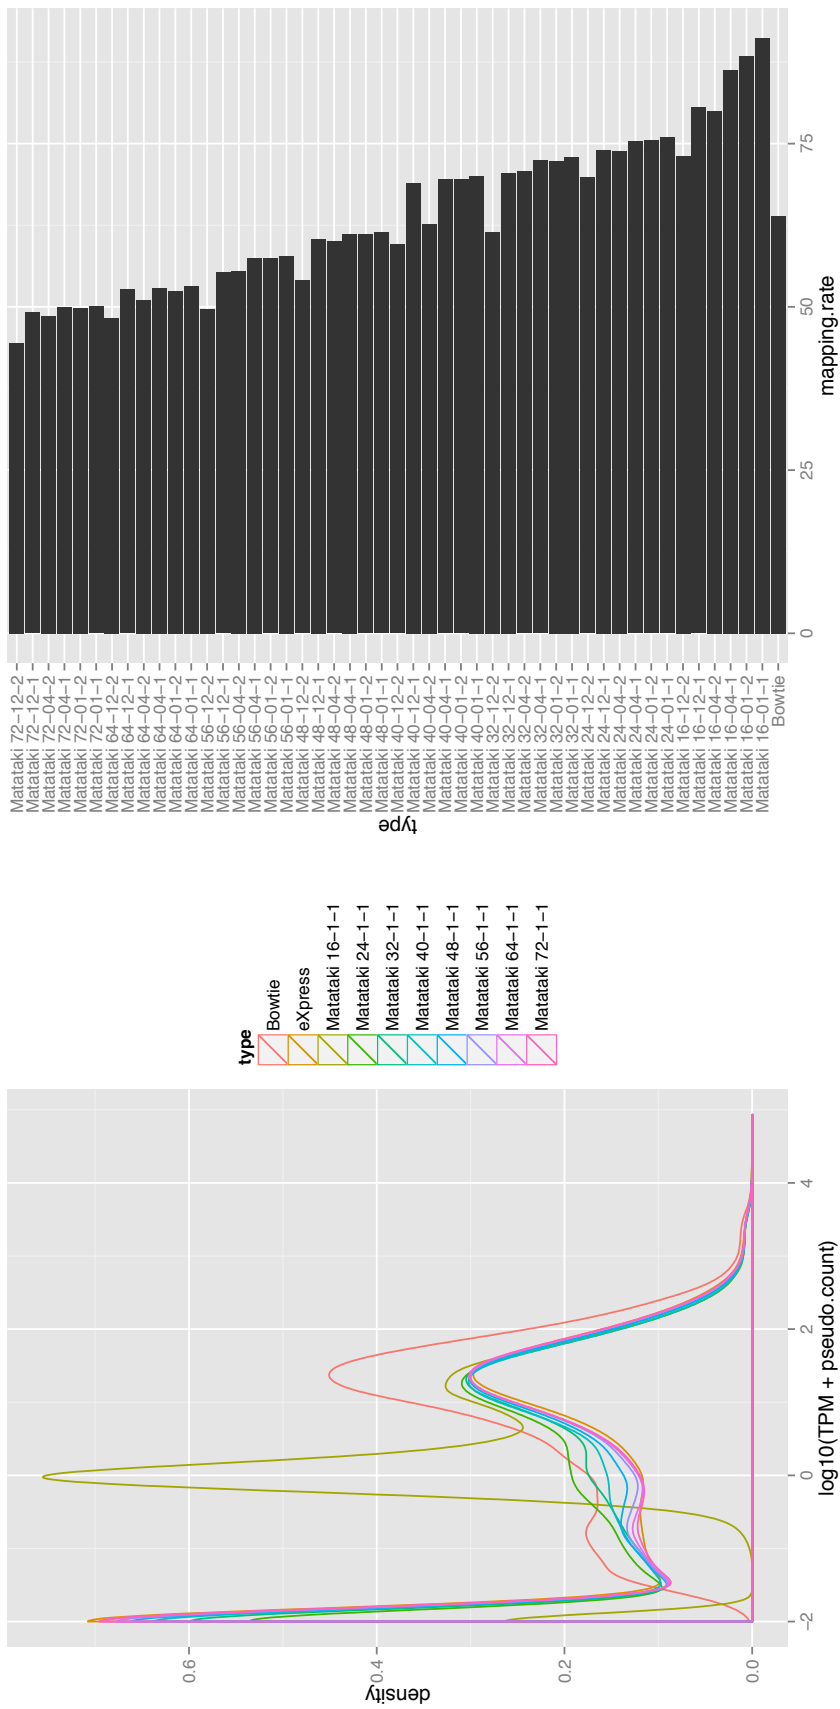 Matataki 72−12−2
Matataki 72−12−1
Matataki 72−04−2
Matataki 72−04−1
Matataki 72−01−2
Matataki 72−01−1
Matataki 64−12−2
Matataki 64−12−1
Matataki 64−04−2
Matataki 64−04−1
Matataki 64−01−2
Matataki 64−01−1
Matataki 56−12−2
Matataki 56−12−1
Matataki 56−04−2
Matataki 56−04−1
Matataki 56−01−2
Matataki 56−01−1
Matataki 48−12−2
Matataki 48−12−1
Matataki 48−04−2
Matataki 48−04−1
Matataki 48−01−2
Matataki 48−01−1
Matataki 40−12−2
Matataki 40−12−1
Matataki 40−04−2
Matataki 40−04−1
Matataki 40−01−2
Matataki 40−01−1
Matataki 32−12−2
Matataki 32−12−1
Matataki 32−04−2
Matataki 32−04−1
Matataki 32−01−2
Matataki 32−01−1
Matataki 24−12−2
Matataki 24−12−1
Matataki 24−04−2
Matataki 24−04−1
Matataki 24−01−2
Matataki 24−01−1
Matataki 16−12−2
Matataki 16−12−1
Matataki 16−04−2
Matataki 16−04−1
Matataki 16−01−2
Matataki 16−01−1
Bowtie
type
0
25
50
75
mapping.rate
type
Bowtie
eXpress
Matataki 16−1−1
Matataki 24−1−1
Matataki 32−1−1
Matataki 40−1−1
Matataki 48−1−1
Matataki 56−1−1
Matataki 64−1−1
Matataki 72−1−1
0.6
0.4
0.2
0.0
density
−2
0
2
4
log10(TPM + pseudo.count)